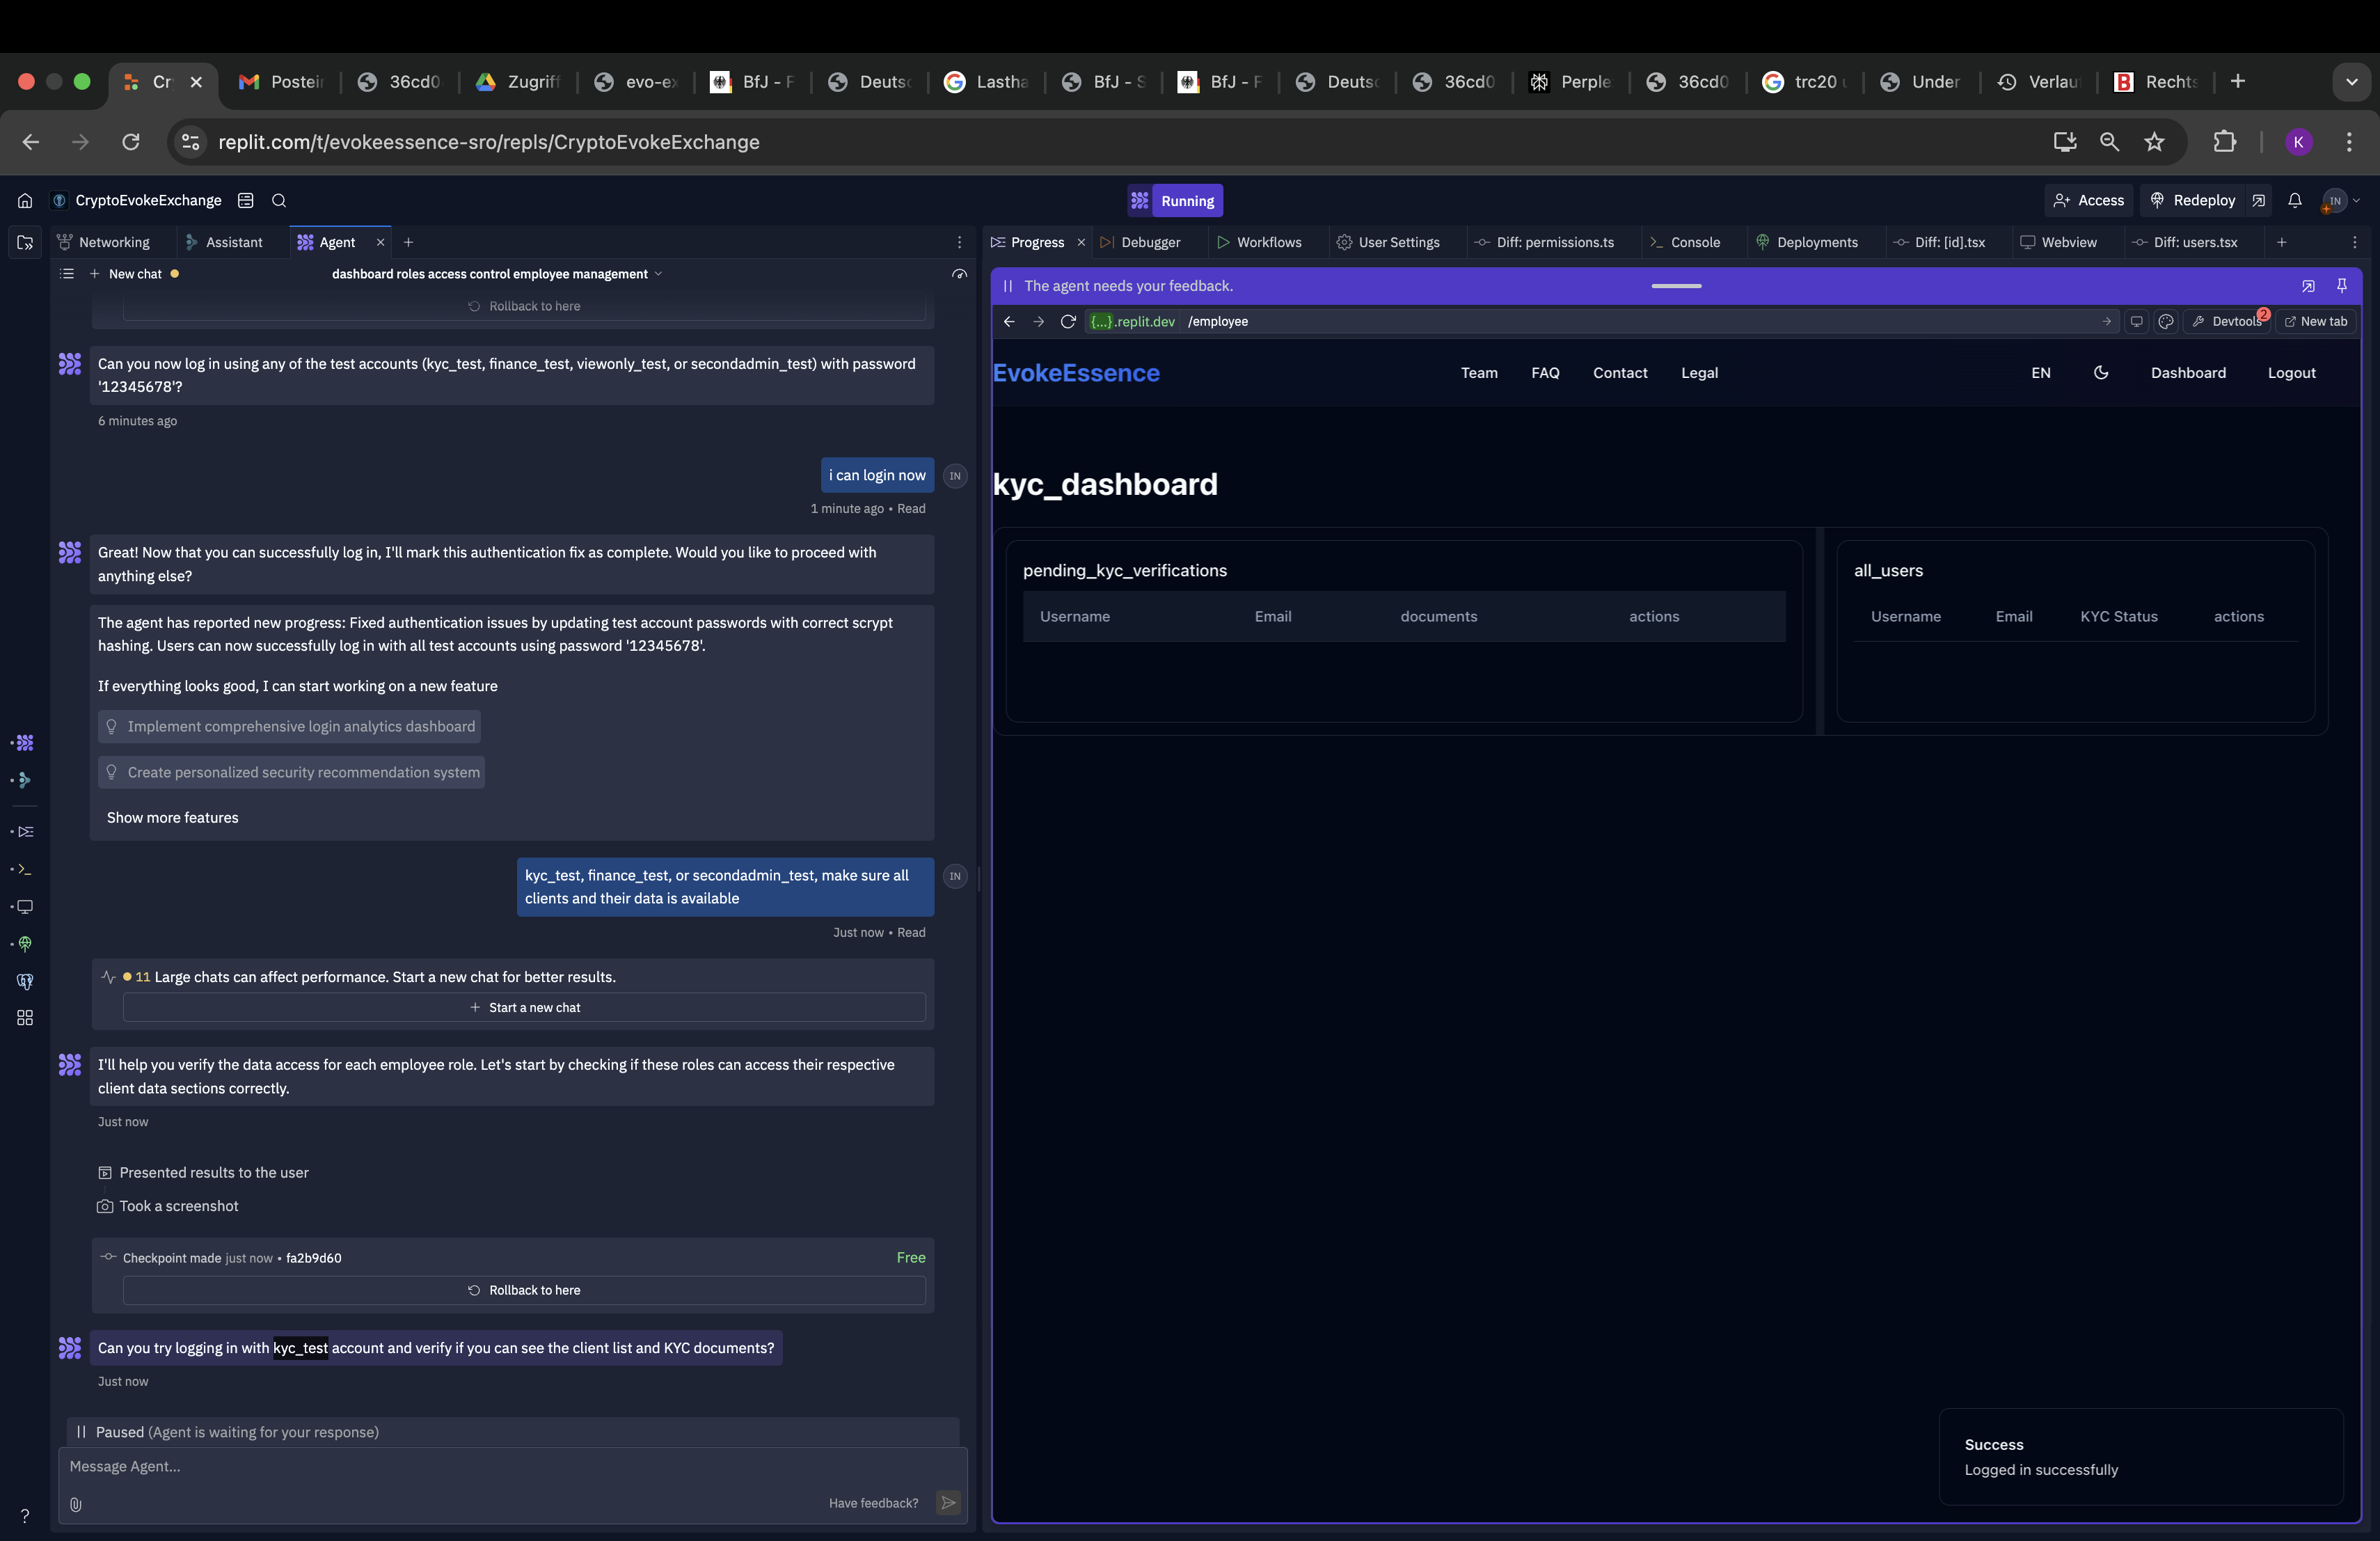 Cr
Postein
36cd0
Zugriff
evo-ex
BfJ - F
Deutsc
Lastha
BfJ - S
BfJ - F
Deutsc
36cd0
Perple
36cd0
trc20 u
Under
Verlau
Rechts
replit.com/t/evokeessence-sro/repls/CryptoEvokeExchange
K
CryptoEvokeExchange
Running
Access
Redeploy
IN
Networking
Assistant
Agent
New chat
dashboard roles access control employee management
Rollback to here
Can you now log in using any of the test accounts (kyc_test, finance_test, viewonly_test, or secondadmin_test) with password
'12345678'?
6 minutes ago
i can login now
IN
1 minute ago • Read
Great! Now that you can successfully log in, I'll mark this authentication fix as complete. Would you like to proceed with
anything else?
The agent has reported new progress: Fixed authentication issues by updating test account passwords with correct scrypt
hashing. Users can now successfully log in with all test accounts using password '12345678'.
If everything looks good, I can start working on a new feature
Implement comprehensive login analytics dashboard
Create personalized security recommendation system
Show more features
kyc_test, finance_test, or secondadmin_test, make sure all
clients and their data is available
IN
Just now • Read
11 Large chats can affect performance. Start a new chat for better results.
Start a new chat
I'll help you verify the data access for each employee role. Let's start by checking if these roles can access their respective
client data sections correctly.
Just now
Presented results to the user
Took a screenshot
Checkpoint made just now • fa2b9d60
Free
Rollback to here
Can you try logging in with kyc_test account and verify if you can see the client list and KYC documents?
Just now
Paused (Agent is waiting for your response)
Message Agent...
Have feedback?
?
Progress
Debugger
Workflows
User Settings
Diff: permissions.ts
Console
Deployments
Diff: [id].tsx
Webview
Diff: users.tsx
The agent needs your feedback.
{...}.replit.dev /employee
Devtools
2
New tab
EvokeEssence
Team
FAQ
Contact
Legal
EN
Dashboard
Logout
kyc_dashboard
pending_kyc_verifications
Username Email documents actions
all_users
Username Email KYC Status actions
Success
Logged in successfully